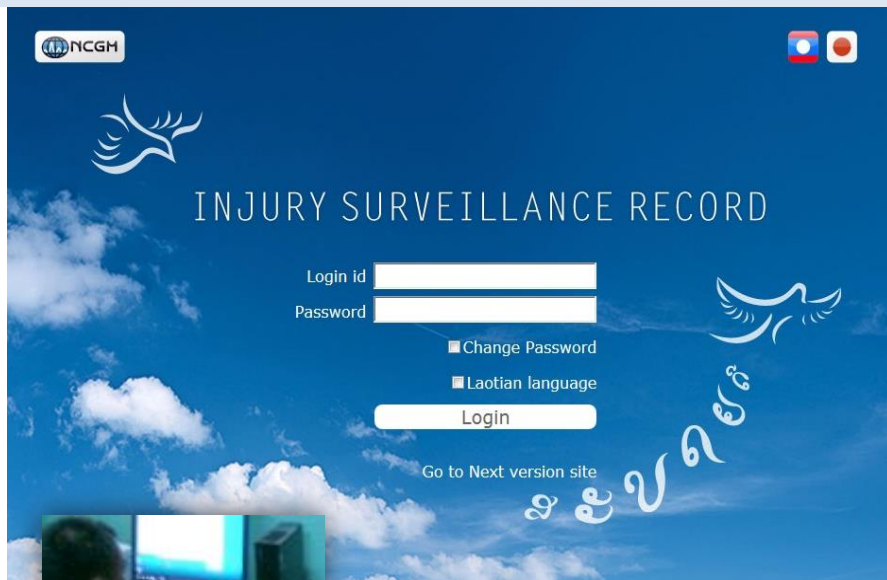 NCGM
INJURY SURVEILLANCE RECORD
Login id
Password
Change Password
Laotian language
Login
Go to Next version site